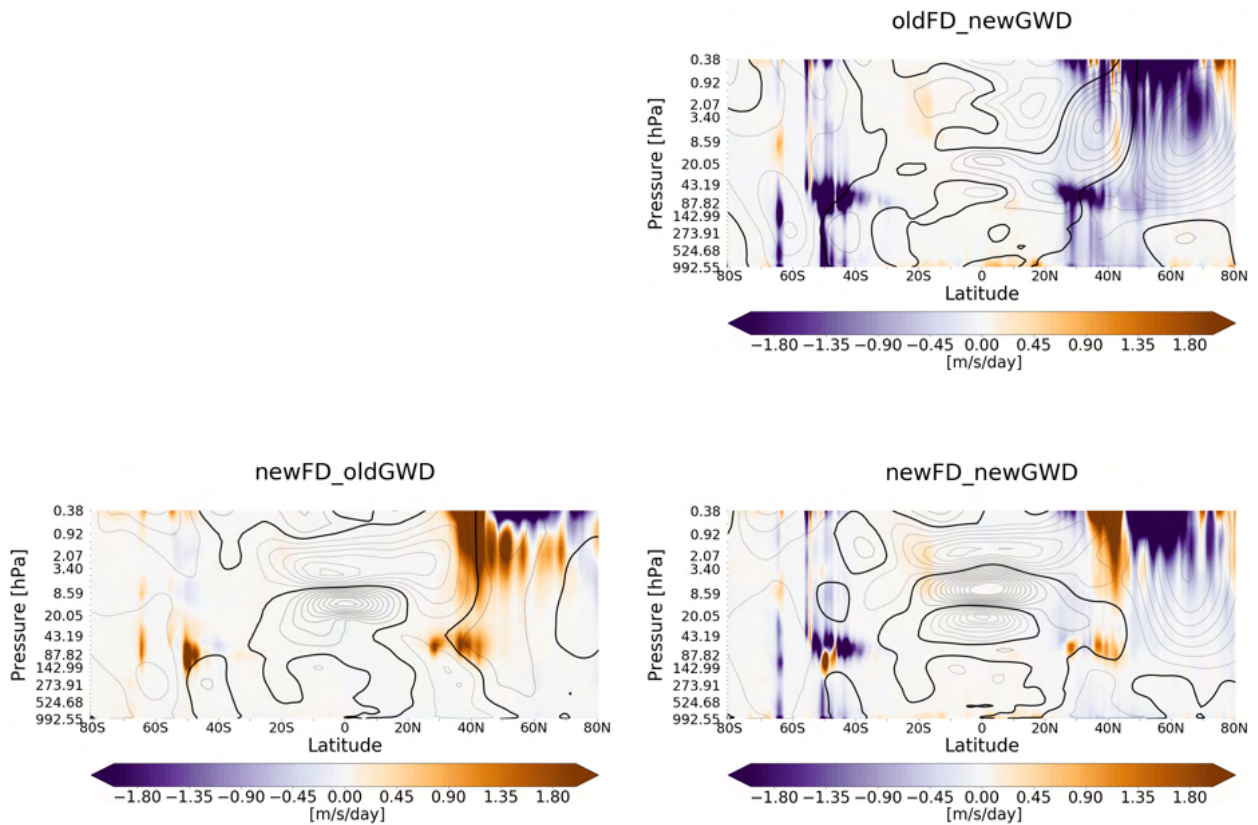 oldFD_newGWD
0.38
0.92
2.07
3.40
8.59
20.05
43.19
87.82
142.99
273.91
524.68
992.55
Pressure [hPa]
80S 60S 40S 20S 0 20N 40N 60N 80N
Latitude
−1.80 −1.35 −0.90 −0.45 0.00 0.45 0.90 1.35 1.80
[m/s/day]
newFD_oldGWD
0.38
0.92
2.07
3.40
8.59
20.05
43.19
87.82
142.99
273.91
524.68
992.55
Pressure [hPa]
80S 60S 40S 20S 0 20N 40N 60N 80N
Latitude
−1.80 −1.35 −0.90 −0.45 0.00 0.45 0.90 1.35 1.80
[m/s/day]
newFD_newGWD
0.38
0.92
2.07
3.40
8.59
20.05
43.19
87.82
142.99
273.91
524.68
992.55
Pressure [hPa]
80S 60S 40S 20S 0 20N 40N 60N 80N
Latitude
−1.80 −1.35 −0.90 −0.45 0.00 0.45 0.90 1.35 1.80
[m/s/day]